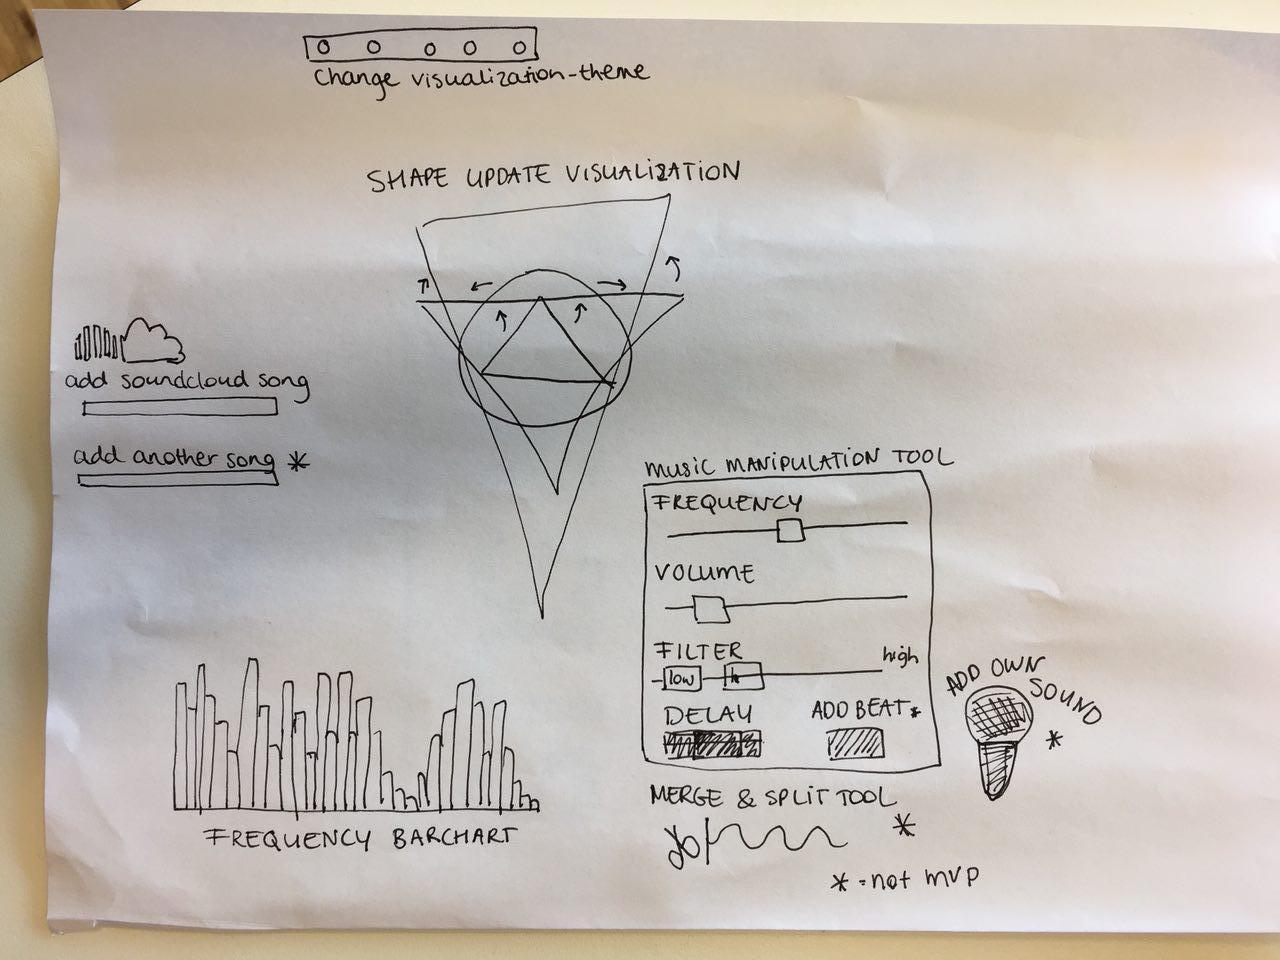 change visualization-theme
SHAPE UPDATE VISUALIZATION
add soundcloud song
add another song *
MUSIC MANIPULATION TOOL
FREQUENCY
VOLUME
FILTER
low
high
DELAY
ADD BEAT *
ADD OWN
SOUND
*
MERGE & SPLIT TOOL
*
FREQUENCY BARCHART
* = not mvp